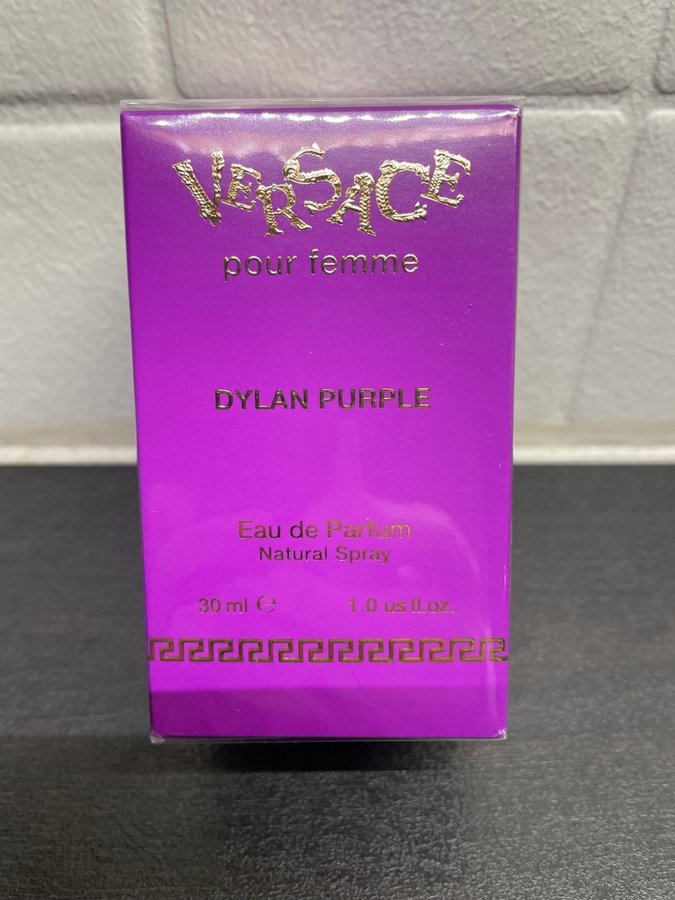 VERSACE
pour femme
DYLAN PURPLE
Eau de Parfum
Natural Spray
30 ml ℮ 1.0 us fl. oz.